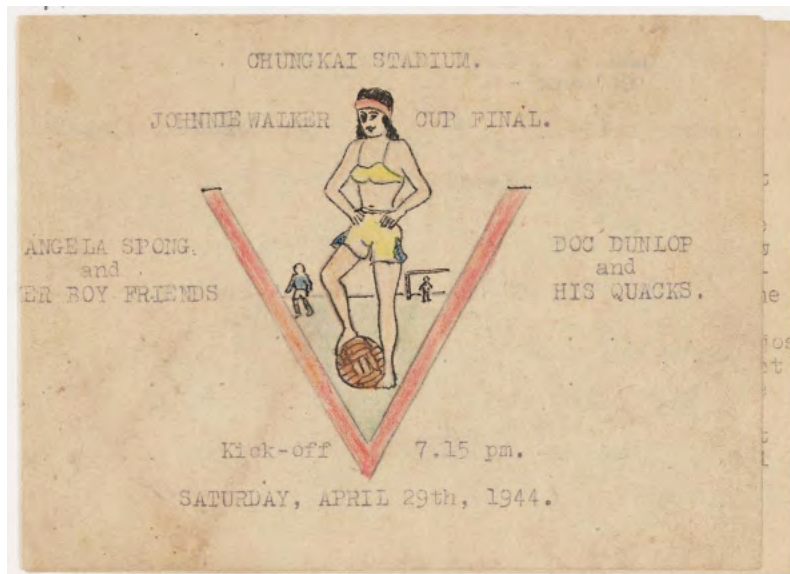 CHUNGKAI STADIUM.
JOHNNIE WALKER CUP FINAL.
ANGELA SPONG.
and
ER BOY FRIENDS
DOC DUNLOP
and
HIS QUACKS.
Kick-off 7.15 pm.
SATURDAY, APRIL 29th, 1944.